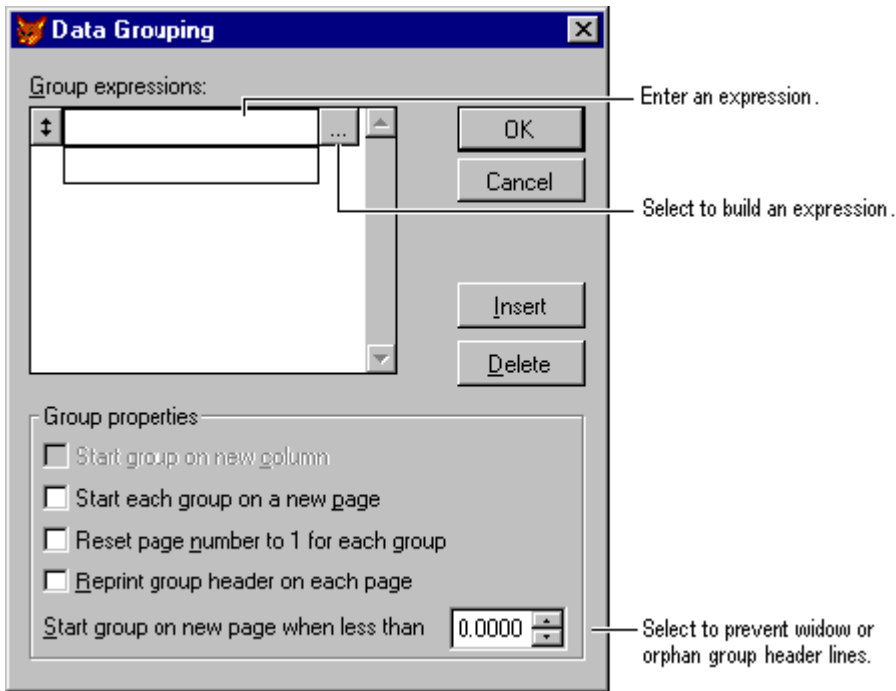 Data Grouping
Group expressions:
Enter an expression.
...
OK
Cancel
Select to build an expression.
Insert
Delete
Group properties
Start group on new column
Start each group on a new page
Reset page number to 1 for each group
Reprint group header on each page
Start group on new page when less than 0.0000
Select to prevent widow or
orphan group header lines.